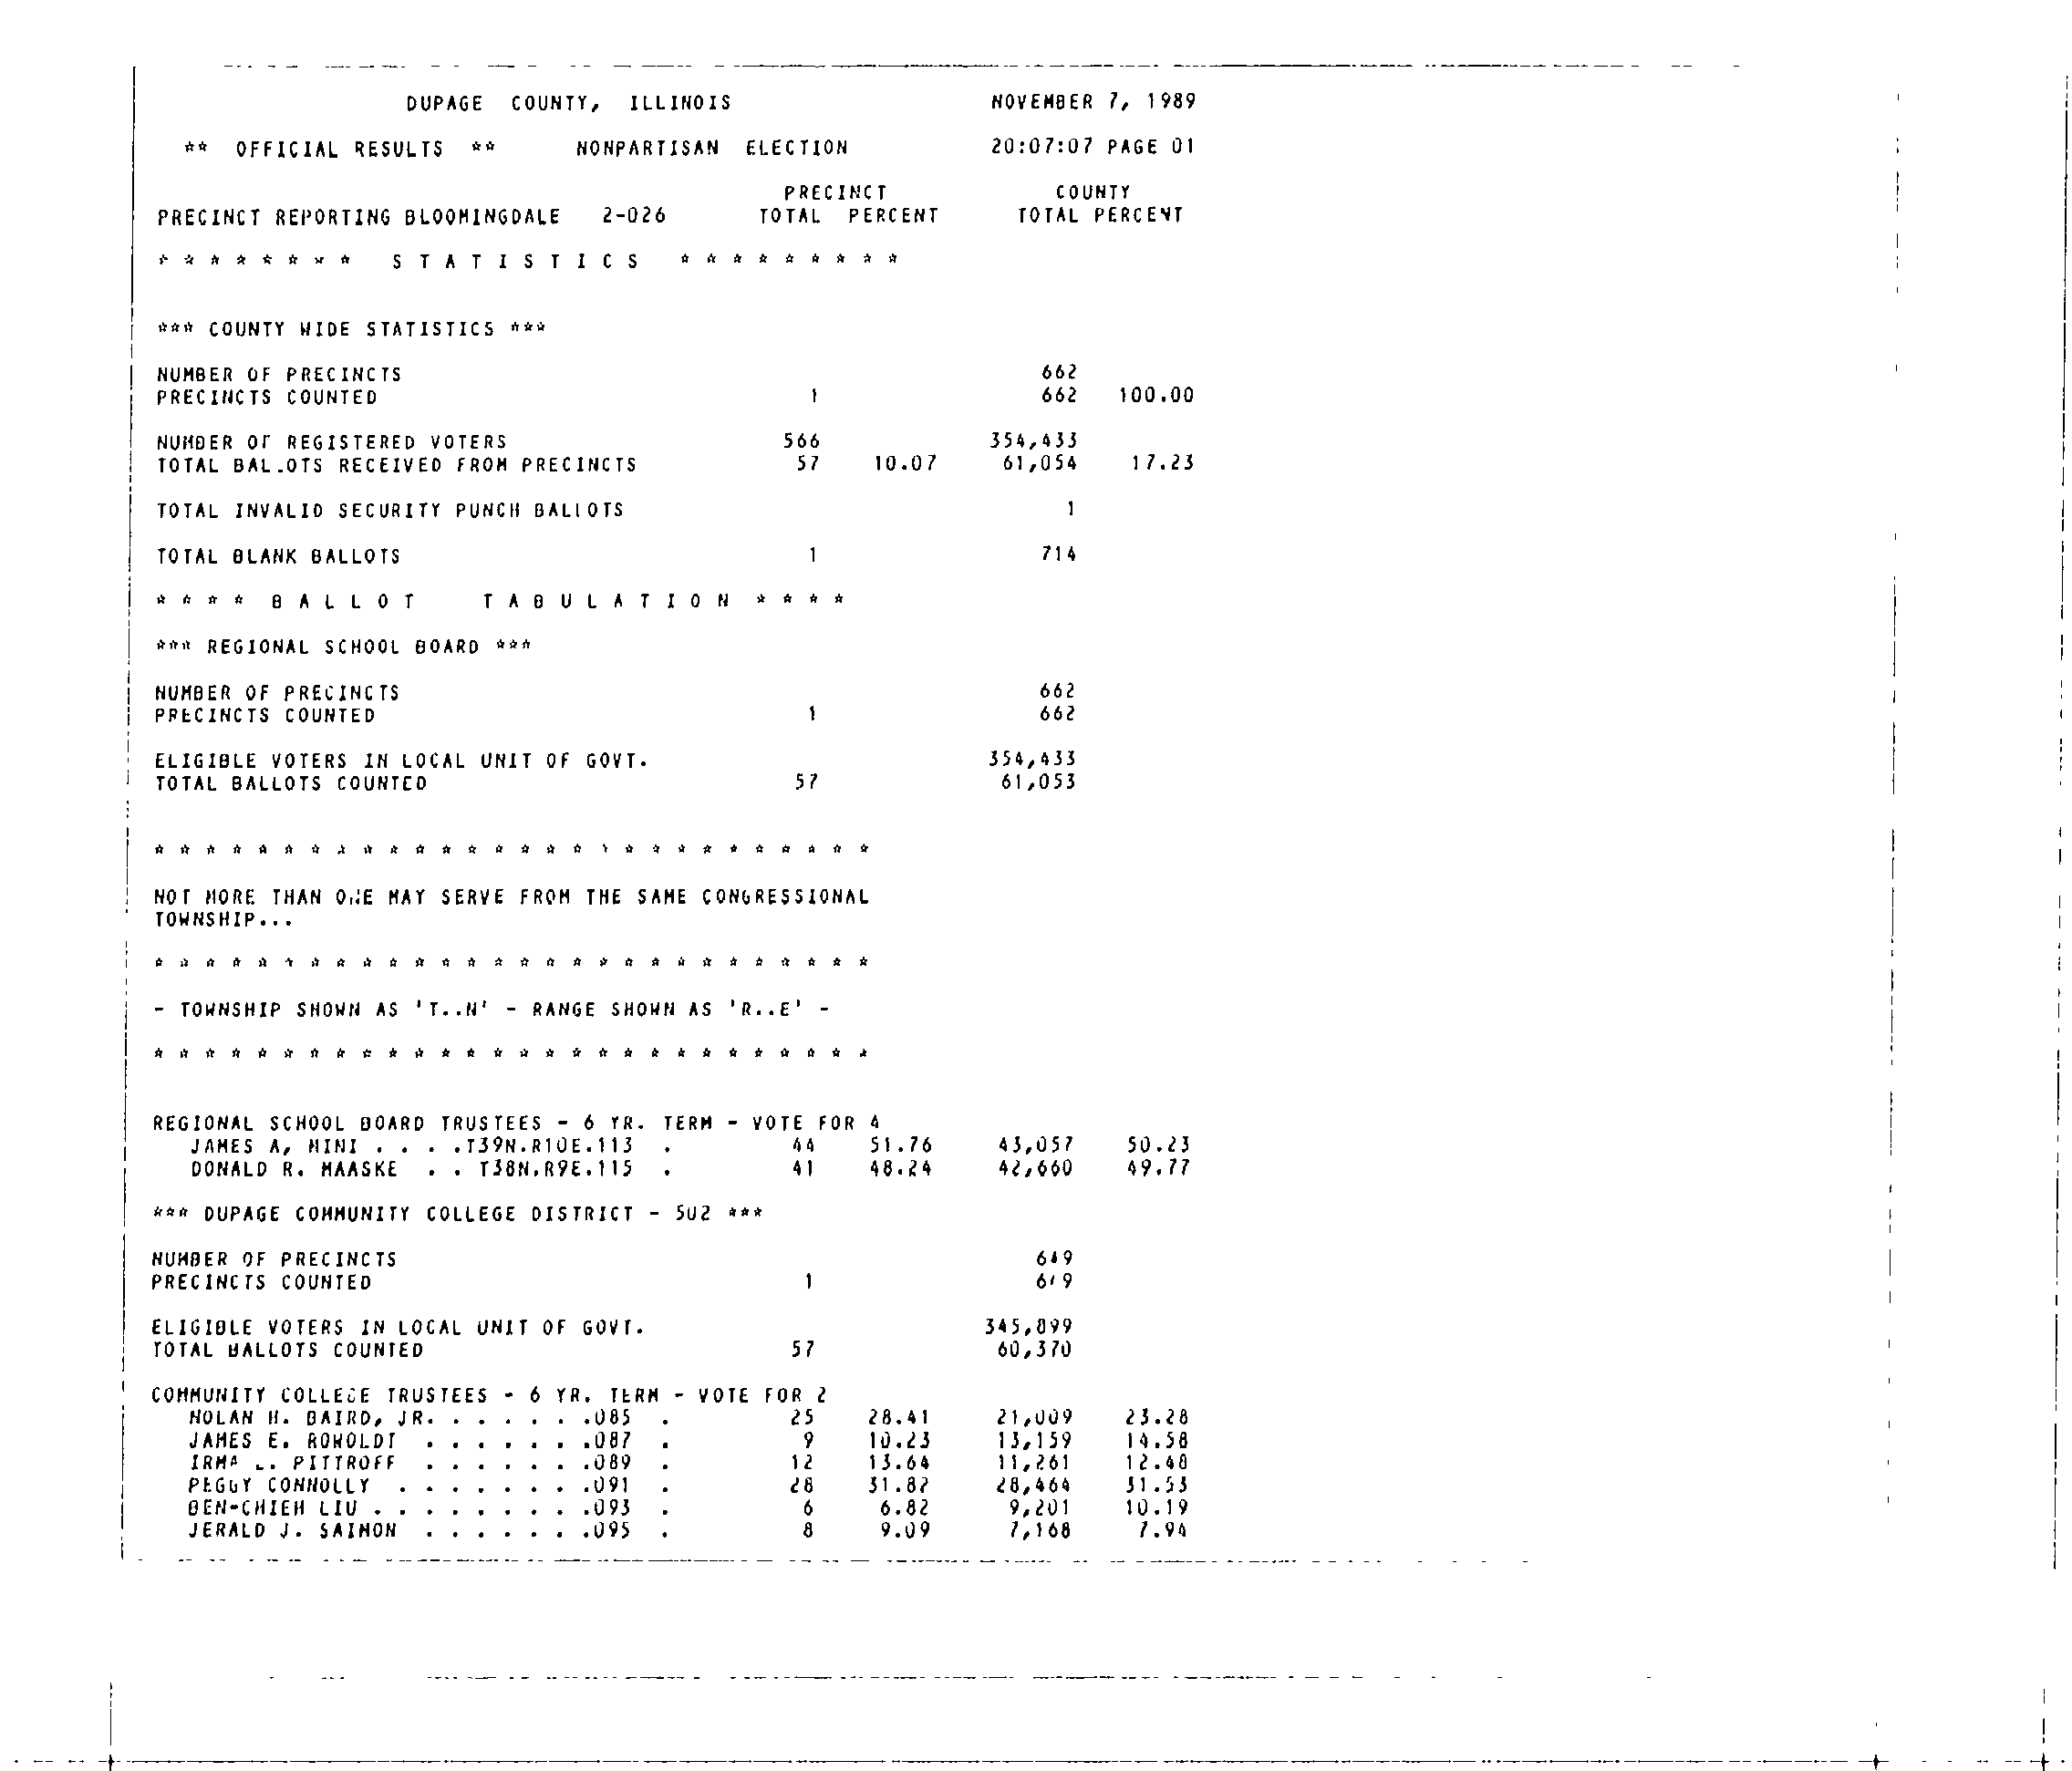 DUPAGE COUNTY, ILLINOIS NOVEMBER 7, 1989
** OFFICIAL RESULTS ** NONPARTISAN ELECTION 20:07:07 PAGE 01
PRECINCT COUNTY
PRECINCT REPORTING BLOOMINGDALE 2-026 TOTAL PERCENT TOTAL PERCENT
* * * * * * * * S T A T I S T I C S * * * * * * * * *
*** COUNTY WIDE STATISTICS ***
NUMBER OF PRECINCTS 662
PRECINCTS COUNTED 1 662 100.00
NUMBER OF REGISTERED VOTERS 566 354,433
TOTAL BALLOTS RECEIVED FROM PRECINCTS 57 10.07 61,054 17.23
TOTAL INVALID SECURITY PUNCH BALLOTS 1
TOTAL BLANK BALLOTS 1 714
* * * * B A L L O T T A B U L A T I O N * * * *
*** REGIONAL SCHOOL BOARD ***
NUMBER OF PRECINCTS 662
PRECINCTS COUNTED 1 662
ELIGIBLE VOTERS IN LOCAL UNIT OF GOVT. 354,433
TOTAL BALLOTS COUNTED 57 61,053
* * * * * * * * * * * * * * * * * * * * * * * * * * * *
NOT MORE THAN ONE MAY SERVE FROM THE SAME CONGRESSIONAL
TOWNSHIP...
* * * * * * * * * * * * * * * * * * * * * * * * * * * *
- TOWNSHIP SHOWN AS 'T..N' - RANGE SHOWN AS 'R..E' -
* * * * * * * * * * * * * * * * * * * * * * * * * * * *
REGIONAL SCHOOL BOARD TRUSTEES - 6 YR. TERM - VOTE FOR 4
JAMES A, MINI . . . .T39N.R10E.113 . 44 51.76 43,057 50.23
DONALD R. MAASKE . . T38N.R9E.115 . 41 48.24 42,660 49.77
*** DUPAGE COMMUNITY COLLEGE DISTRICT - 502 ***
NUMBER OF PRECINCTS 649
PRECINCTS COUNTED 1 649
ELIGIBLE VOTERS IN LOCAL UNIT OF GOVT. 345,899
TOTAL BALLOTS COUNTED 57 60,370
COMMUNITY COLLEGE TRUSTEES - 6 YR. TERM - VOTE FOR 2
NOLAN H. BAIRD, JR. . . . . . .085 . 25 28.41 21,009 23.28
JAMES E. ROWOLDT . . . . . . .087 . 9 10.23 13,159 14.58
IRMA PITTROFF . . . . . . .089 . 12 13.64 11,261 12.48
PEGGY CONNOLLY . . . . . . . .091 . 28 31.82 28,464 31.53
BEN-CHIEH LIU . . . . . . . . .093 . 6 6.82 9,201 10.19
JERALD J. SAIMON . . . . . . .095 . 8 9.09 7,168 7.94